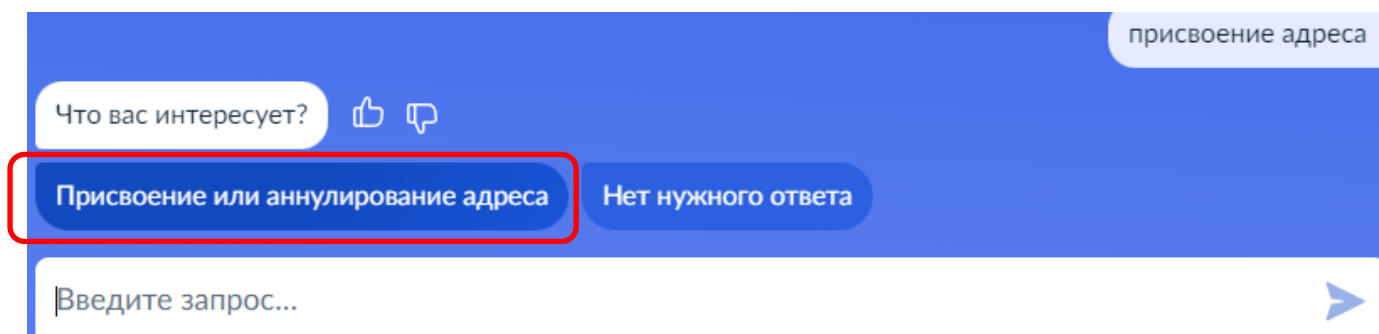 присвоение адреса
Что вас интересует?
Присвоение или аннулирование адреса
Нет нужного ответа
Введите запрос...